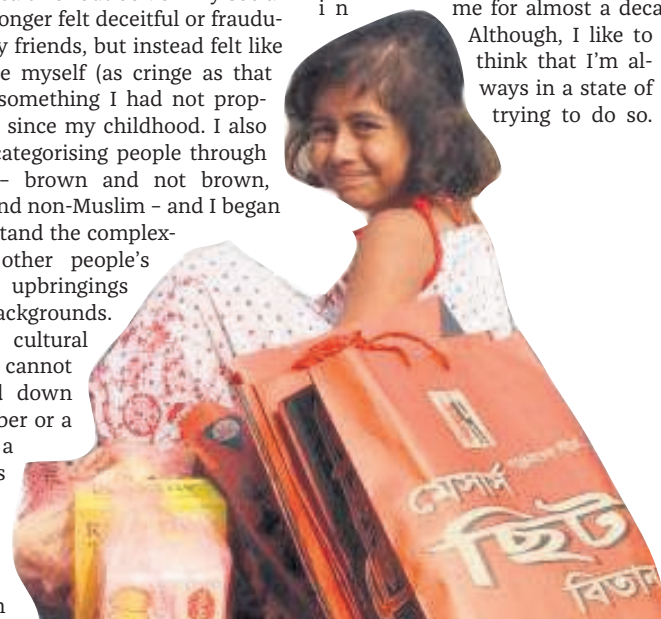 onger felt deceitful or fraudu-
y friends, but instead felt like
e myself (as cringe as that
something I had not prop-
since my childhood. I also
categorising people through
– brown and not brown,
nd non-Muslim – and I began
tand the complex-
other people's
upbringings
ackgrounds.
cultural
cannot
l down
ber or a
a
s
n
i n
me for almost a deca
Although, I like to
think that I'm al-
ways in a state of
trying to do so.
মেসার্স
ছিট
বিতান